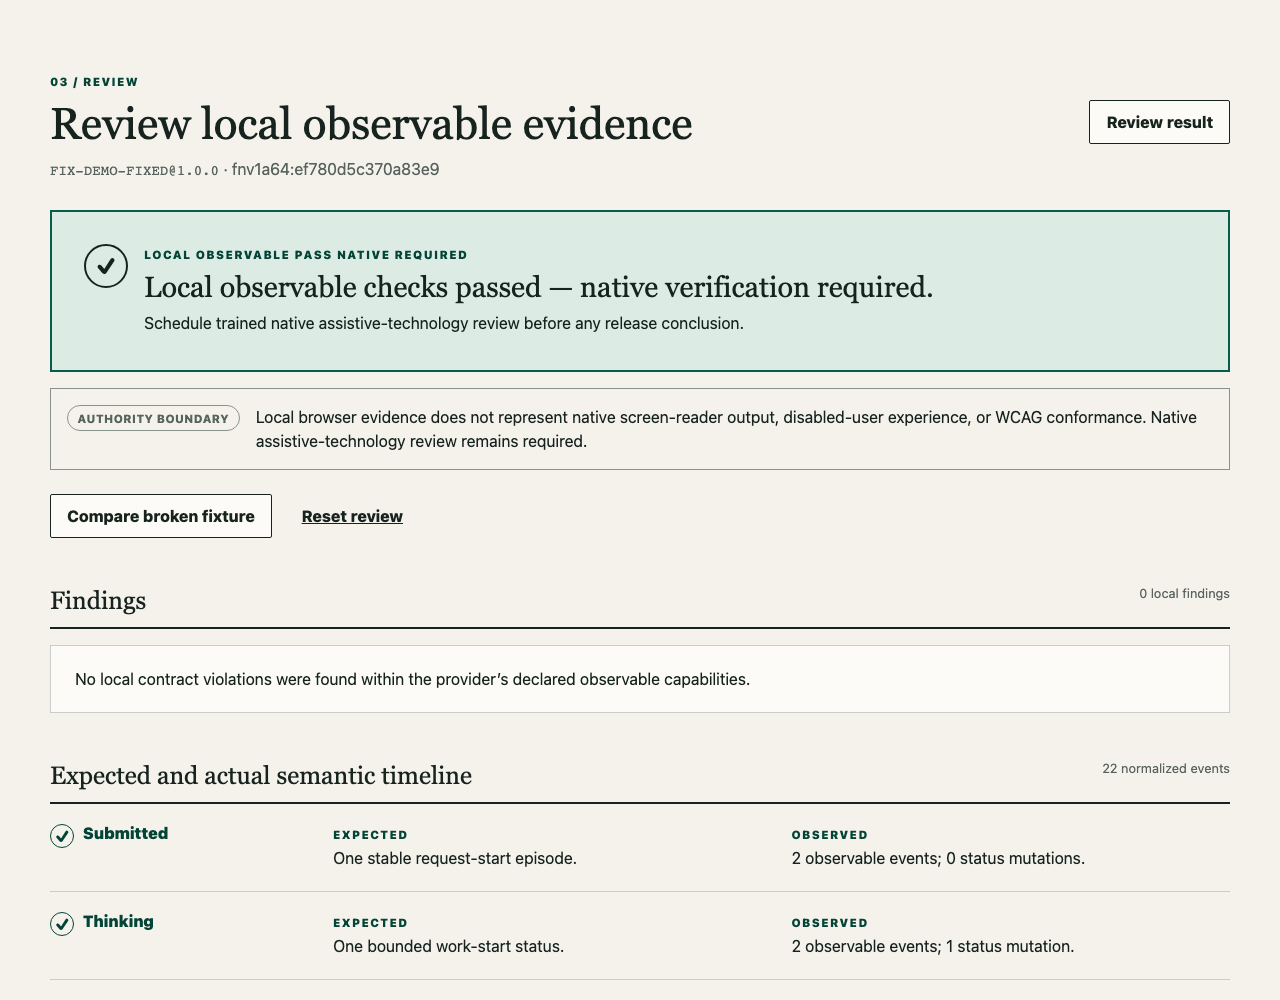 03 / REVIEW
Review local observable evidence
Review result
FIX-DEMO-FIXED@1.0.0 · fnv1a64:ef780d5c370a83e9
LOCAL OBSERVABLE PASS NATIVE REQUIRED
Local observable checks passed — native verification required.
Schedule trained native assistive-technology review before any release conclusion.
AUTHORITY BOUNDARY
Local browser evidence does not represent native screen-reader output, disabled-user experience, or WCAG conformance. Native
assistive-technology review remains required.
Compare broken fixture
Reset review
Findings
0 local findings
No local contract violations were found within the provider’s declared observable capabilities.
Expected and actual semantic timeline
22 normalized events
Submitted
EXPECTED
One stable request-start episode.
OBSERVED
2 observable events; 0 status mutations.
Thinking
EXPECTED
One bounded work-start status.
OBSERVED
2 observable events; 1 status mutation.